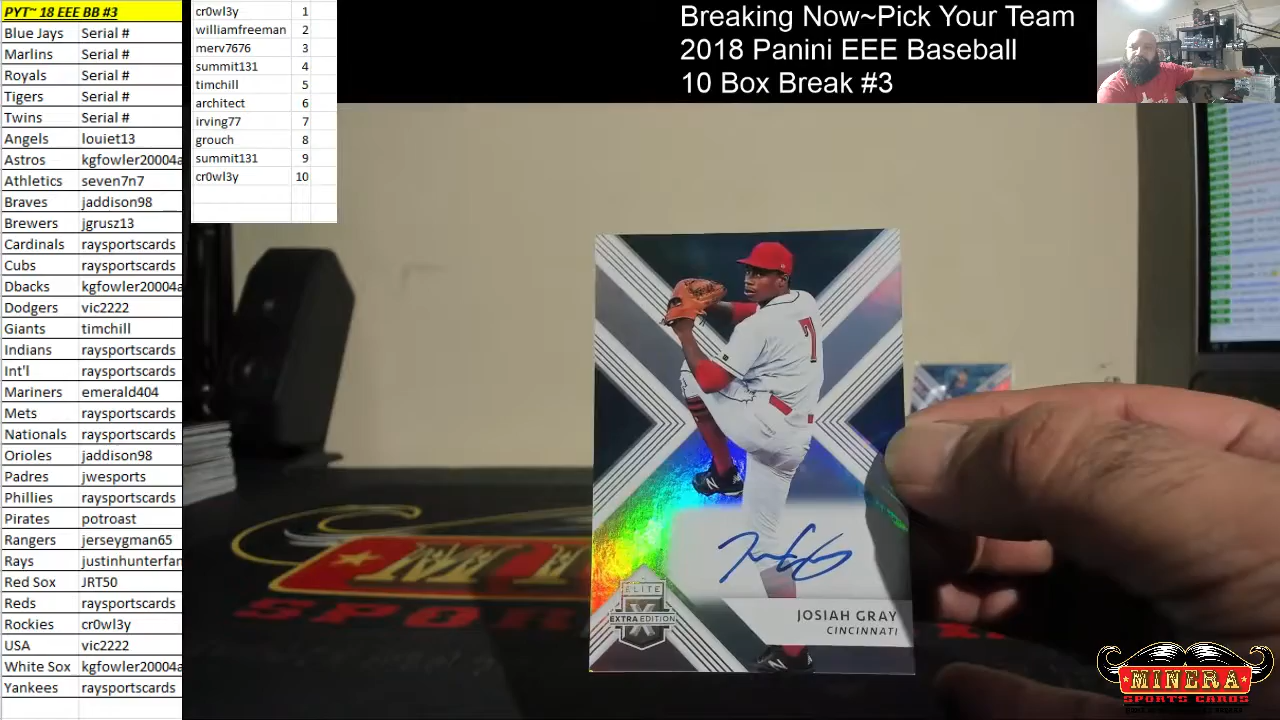 PYT~ 18 EEE BB #3
Blue Jays Serial #
Marlins Serial #
Royals Serial #
Tigers Serial #
Twins Serial #
Angels louiet13
Astros kgfowler20004a
Athletics seven7n7
Braves jaddison98
Brewers jgrusz13
Cardinals raysportscards
Cubs raysportscards
Dbacks kgfowler20004a
Dodgers vic2222
Giants timchill
Indians raysportscards
Int'l raysportscards
Mariners emerald404
Mets raysportscards
Nationals raysportscards
Orioles jaddison98
Padres jwesports
Phillies raysportscards
Pirates potroast
Rangers jerseygman65
Rays justinhunterfan
Red Sox JRT50
Reds raysportscards
Rockies cr0wl3y
USA vic2222
White Sox kgfowler20004a
Yankees raysportscards
cr0wl3y 1
williamfreeman 2
merv7676 3
summit131 4
timchill 5
architect 6
irving77 7
grouch 8
summit131 9
cr0wl3y 10
Breaking Now~Pick Your Team
2018 Panini EEE Baseball
10 Box Break #3
7
ELITE
EXTRA EDITION
JOSIAH GRAY
CINCINNATI
MINERA
SPORTS CARDS